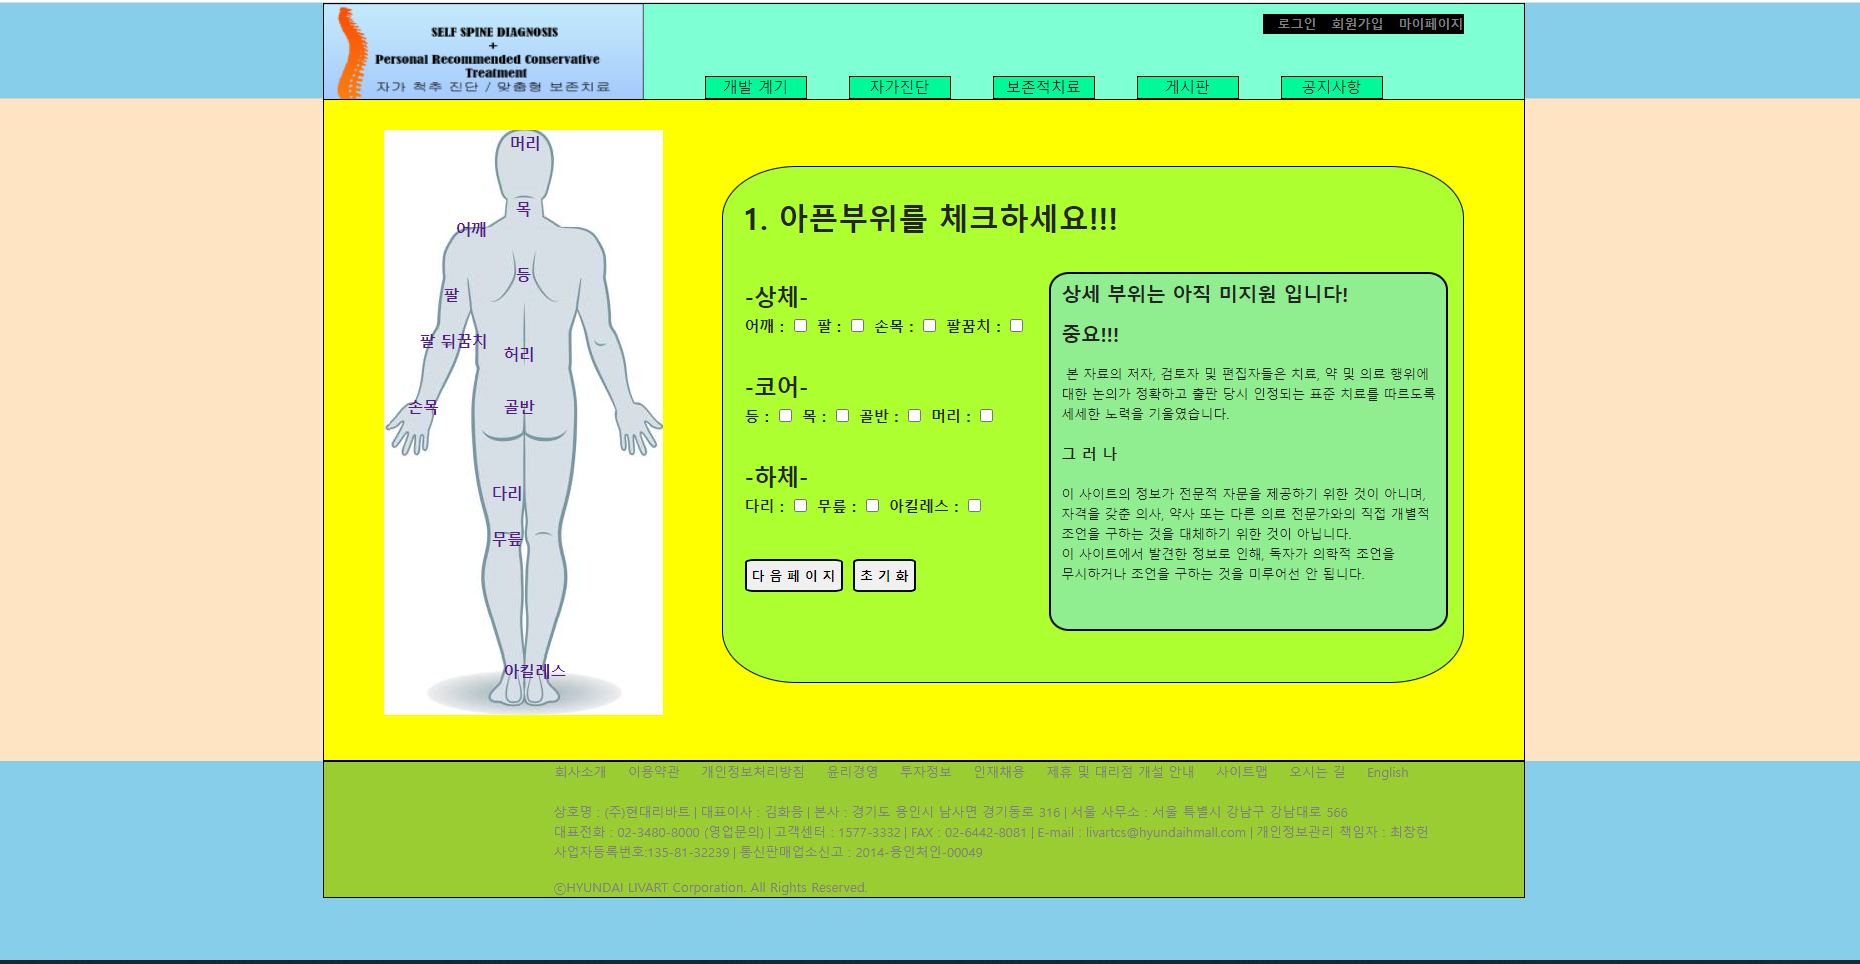 SELF SPINE DIAGNOSIS
+
Personal Recommended Conservative
Treatment
자가 척추 진단 / 맞춤형 보존치료
로그인 회원가입 마이페이지
개발 계기 자가진단 보존적치료 게시판 공지사항
머리
목
어깨
등
팔
팔 뒤꿈치
허리
손목
골반
다리
무릎
아킬레스
1. 아픈부위를 체크하세요!!!
-상체-
어깨 : 팔 : 손목 : 팔꿈치 :
-코어-
등 : 목 : 골반 : 머리 :
-하체-
다리 : 무릎 : 아킬레스 :
다 음 페 이 지 초 기 화
상세 부위는 아직 미지원 입니다!
중요!!!
본 자료의 저자, 검토자 및 편집자들은 치료, 약 및 의료 행위에
대한 논의가 정확하고 출판 당시 인정되는 표준 치료를 따르도록
세세한 노력을 기울였습니다.
그 러 나
이 사이트의 정보가 전문적 자문을 제공하기 위한 것이 아니며,
자격을 갖춘 의사, 약사 또는 다른 의료 전문가와의 직접 개별적
조언을 구하는 것을 대체하기 위한 것이 아닙니다.
이 사이트에서 발견한 정보로 인해, 독자가 의학적 조언을
무시하거나 조언을 구하는 것을 미루어선 안 됩니다.
회사소개 이용약관 개인정보처리방침 윤리경영 투자정보 인재채용 제휴 및 대리점 개설 안내 사이트맵 오시는 길 English
상호명 : (주)현대리바트 | 대표이사 : 김화응 | 본사 : 경기도 용인시 남사면 경기동로 316 | 서울 사무소 : 서울 특별시 강남구 강남대로 566
대표전화 : 02-3480-8000 (영업문의) | 고객센터 : 1577-3332 | FAX : 02-6442-8081 | E-mail : livartcs@hyundaihmall.com | 개인정보관리 책임자 : 최창헌
사업자등록번호:135-81-32239 | 통신판매업소신고 : 2014-용인처인-00049
ⓒHYUNDAI LIVART Corporation. All Rights Reserved.